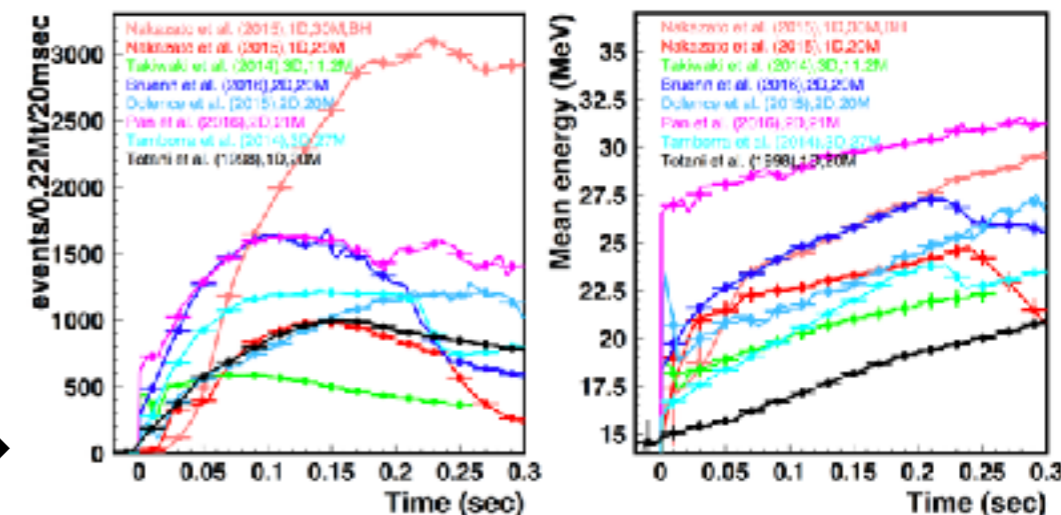 Nakazato et al. (2015),1D,30M,BH
Nakazato et al. (2015),1D,20M
Takiwaki et al. (2014),3D,11.2M
Bruenn et al. (2016),2D,20M
Dolence et al. (2015),2D,20M
Pan et al. (2016),2D,21M
Tamborra et al. (2014),3D,27M
Totani et al. (1998),1D,20M
events/0.22Mt/20msec
3000
2500
2000
1500
1000
500
0
0 0.05 0.1 0.15 0.2 0.25 0.3
Time (sec)
Nakazato et al. (2015),1D,30M,BH
Nakazato et al. (2015),1D,20M
Takiwaki et al. (2014),3D,11.2M
Bruenn et al. (2016),2D,20M
Dolence et al. (2015),2D,20M
Pan et al. (2016),2D,21M
Tamborra et al. (2014),3D,27M
Totani et al. (1998),1D,20M
Mean energy (MeV)
35
32.5
30
27.5
25
22.5
20
17.5
15
0 0.05 0.1 0.15 0.2 0.25 0.3
Time (sec)